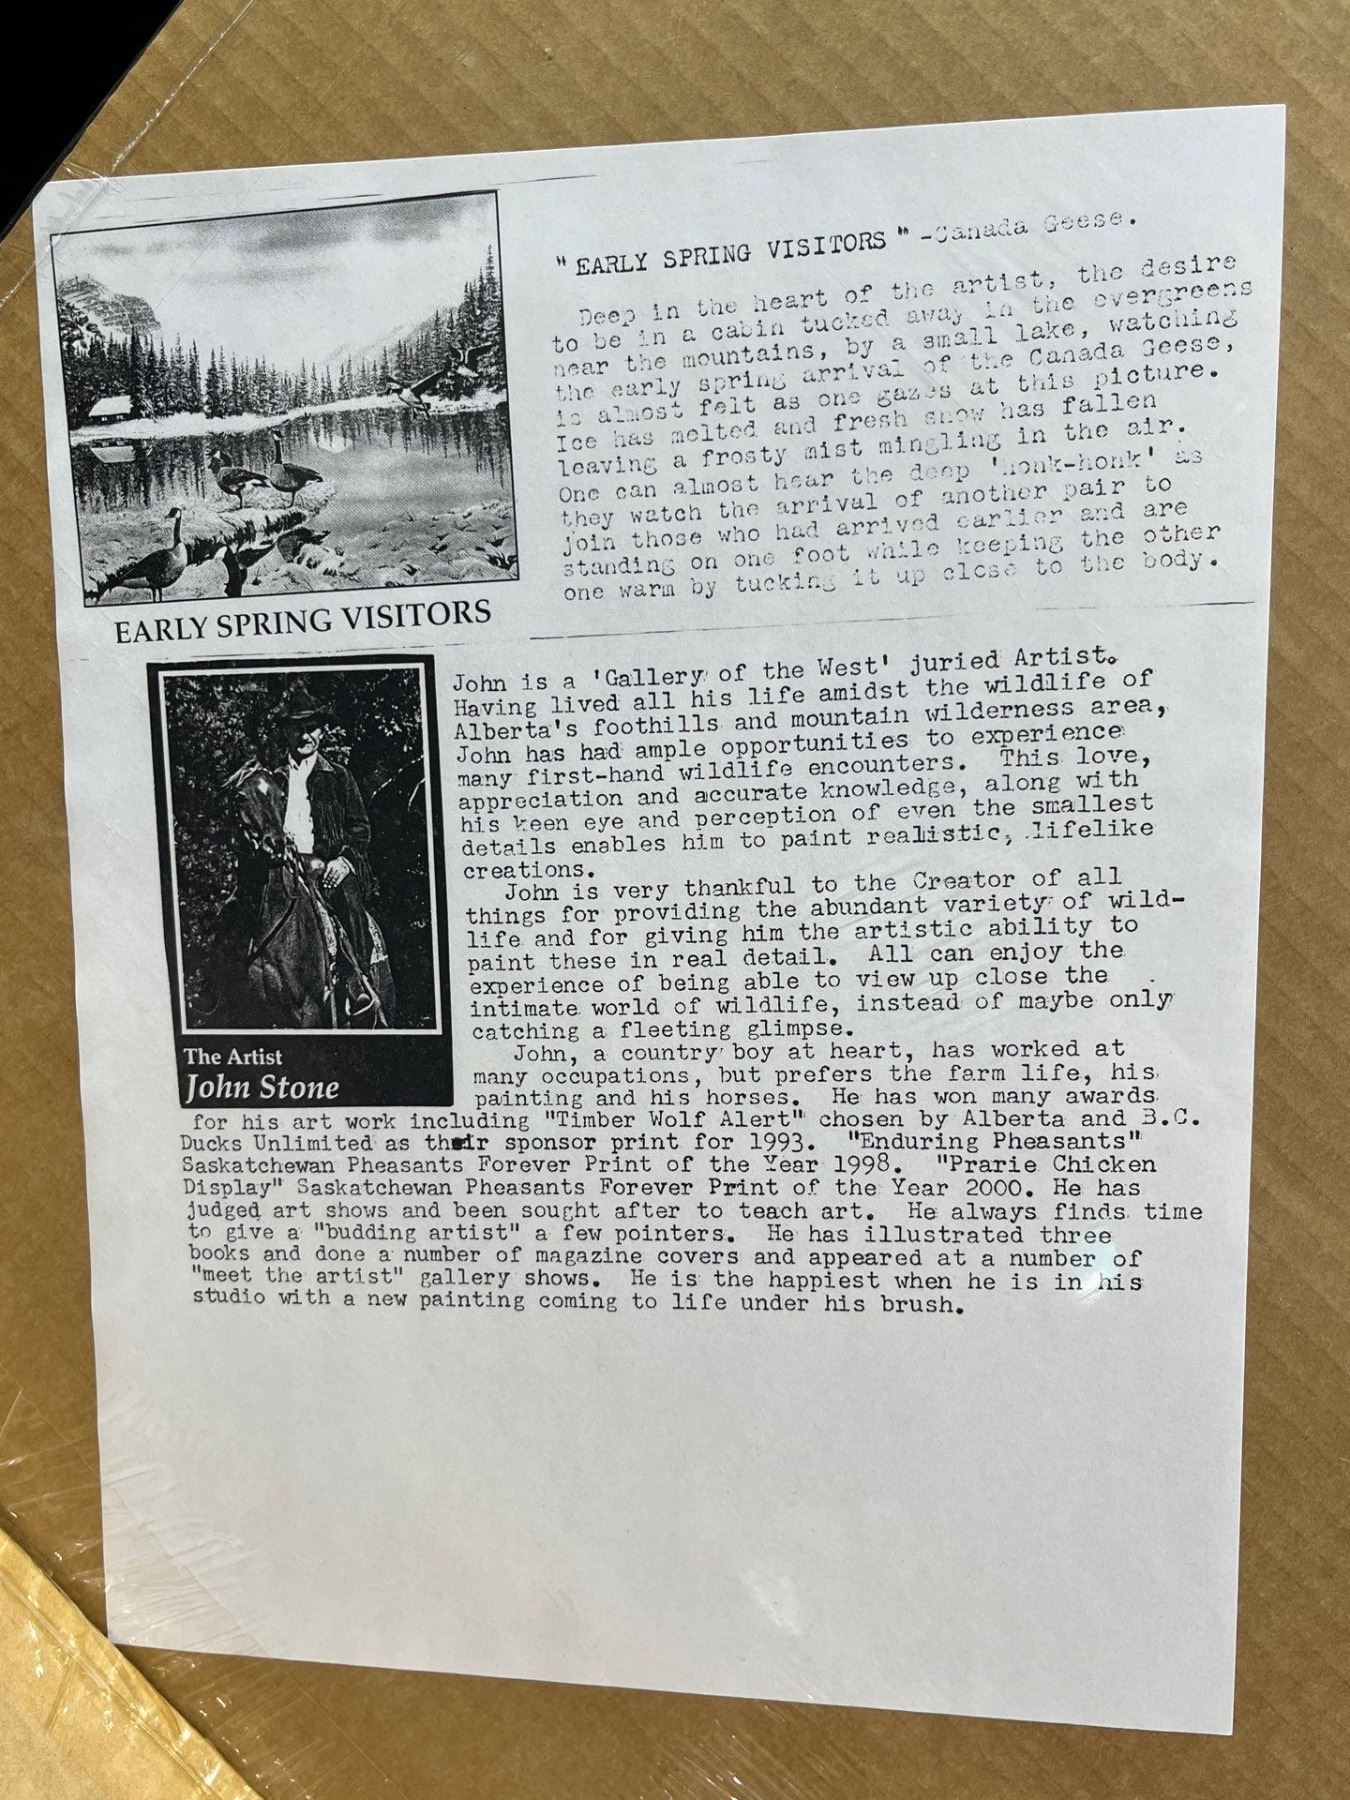 "EARLY SPRING VISITORS" -Canada Geese.
Deep in the heart of the artist, the desire
to be in a cabin tucked away in the evergreens
near the mountains, by a small lake, watching
the early spring arrival of the Canada Geese,
is almost felt as one gazes at this picture.
Ice has melted and fresh snow has fallen
leaving a frosty mist mingling in the air.
One can almost hear the deep 'honk-honk' as
they watch the arrival of another pair to
join those who had arrived earlier and are
standing on one foot while keeping the other
one warm by tucking it up close to the body.
EARLY SPRING VISITORS
John is a 'Gallery of the West' juried Artist.
Having lived all his life amidst the wildlife of
Alberta's foothills and mountain wilderness area,
John has had ample opportunities to experience
many first-hand wildlife encounters. This love,
appreciation and accurate knowledge, along with
his keen eye and perception of even the smallest
details enables him to paint realistic, lifelike
creations.
John is very thankful to the Creator of all
things for providing the abundant variety of wild-
life and for giving him the artistic ability to
paint these in real detail. All can enjoy the
experience of being able to view up close the
intimate world of wildlife, instead of maybe only
catching a fleeting glimpse.
John, a country boy at heart, has worked at
many occupations, but prefers the farm life, his
painting and his horses. He has won many awards
for his art work including "Timber Wolf Alert" chosen by Alberta and B.C.
Ducks Unlimited as their sponsor print for 1993. "Enduring Pheasants"
Saskatchewan Pheasants Forever Print of the Year 1998. "Prarie Chicken
Display" Saskatchewan Pheasants Forever Print of the Year 2000. He has
judged art shows and been sought after to teach art. He always finds time
to give a "budding artist" a few pointers. He has illustrated three
books and done a number of magazine covers and appeared at a number of
"meet the artist" gallery shows. He is the happiest when he is in his
studio with a new painting coming to life under his brush.
The Artist
John Stone